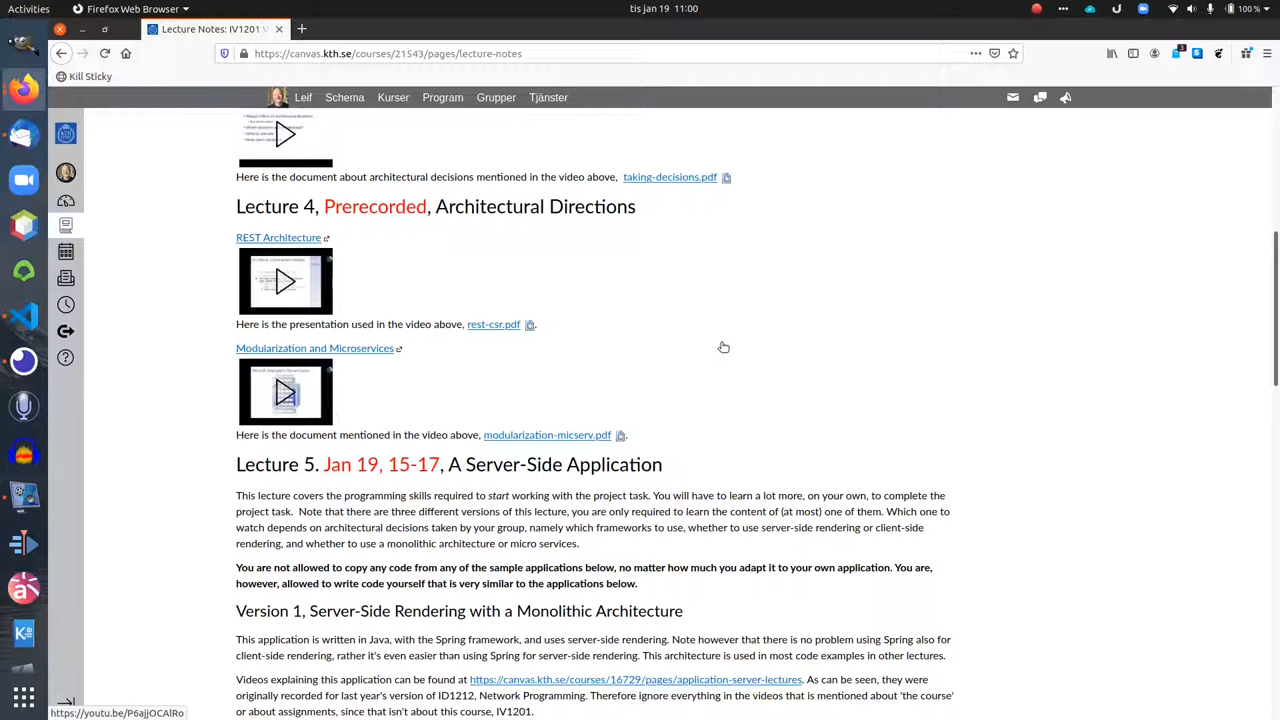 Activities
Firefox Web Browser
tis jan 19 11:00
100 %
Lecture Notes: IV1201 V
https://canvas.kth.se/courses/21543/pages/lecture-notes
3
Kill Sticky
Leif Schema Kurser Program Grupper Tjänster
Here is the document about architectural decisions mentioned in the video above, taking-decisions.pdf
Lecture 4, Prerecorded, Architectural Directions
REST Architecture
Here is the presentation used in the video above, rest-csr.pdf .
Modularization and Microservices
Here is the document mentioned in the video above, modularization-micserv.pdf .
Lecture 5. Jan 19, 15-17, A Server-Side Application
This lecture covers the programming skills required to start working with the project task. You will have to learn a lot more, on your own, to complete the
project task. Note that there are three different versions of this lecture, you are only required to learn the content of (at most) one of them. Which one to
watch depends on architectural decisions taken by your group, namely which frameworks to use, whether to use server-side rendering or client-side
rendering, and whether to use a monolithic architecture or micro services.
You are not allowed to copy any code from any of the sample applications below, no matter how much you adapt it to your own application. You are,
however, allowed to write code yourself that is very similar to the applications below.
Version 1, Server-Side Rendering with a Monolithic Architecture
This application is written in Java, with the Spring framework, and uses server-side rendering. Note however that there is no problem using Spring also for
client-side rendering, rather it's even easier than using Spring for server-side rendering. This architecture is used in most code examples in other lectures.
Videos explaining this application can be found at https://canvas.kth.se/courses/16729/pages/application-server-lectures. As can be seen, they were
originally recorded for last year's version of ID1212, Network Programming. Therefore ignore everything in the videos that is mentioned about 'the course'
or about assignments, since that isn't about this course, IV1201.
https://youtu.be/P6ajjOCAlRo